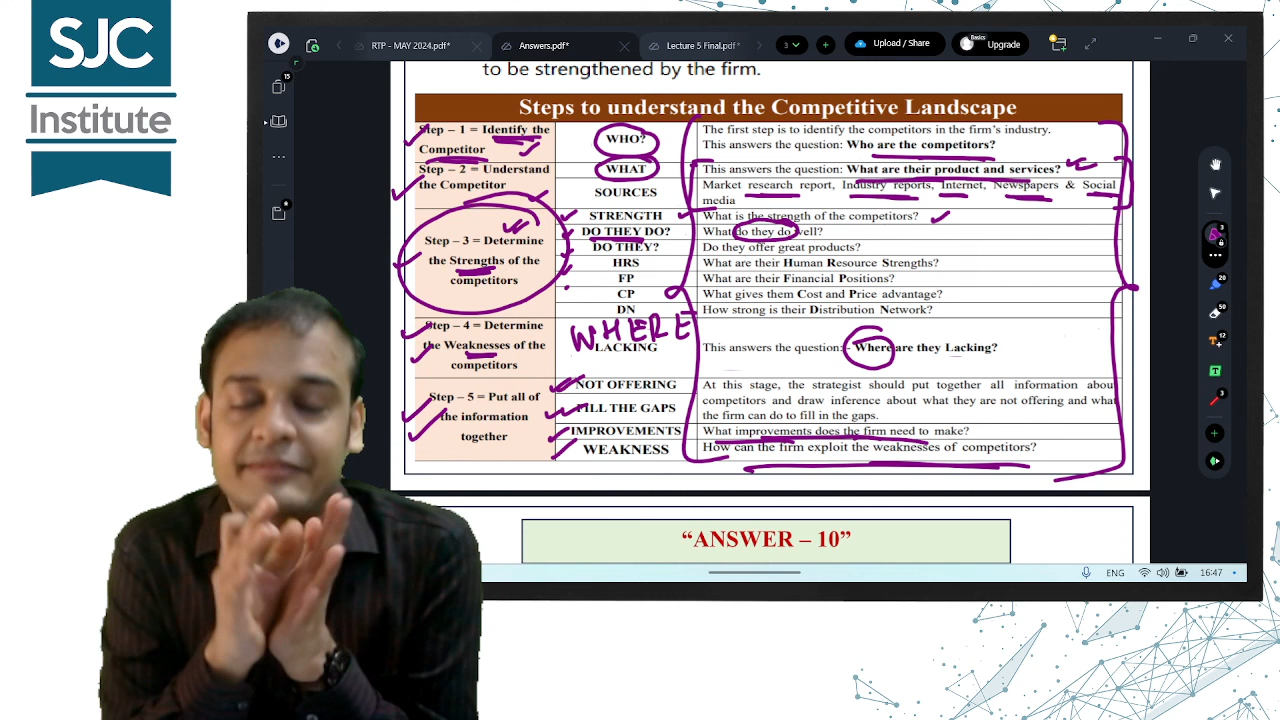 SJC
Institute
RTP - MAY 2024.pdf*
Answers.pdf*
Lecture 5 Final.pdf*
3
Upload / Share
Basics
Upgrade
to be strengthened by the firm.
Steps to understand the Competitive Landscape
Step – 1 = Identify the
Competitor
WHO?
The first step is to identify the competitors in the firm's industry.
This answers the question: Who are the competitors?
Step – 2 = Understand
the Competitor
WHAT
This answers the question: What are their product and services?
SOURCES
Market research report, Industry reports, Internet, Newspapers & Social
media
Step – 3 = Determine
the Strengths of the
competitors
STRENGTH
What is the strength of the competitors?
DO THEY DO?
What do they do well?
DO THEY?
Do they offer great products?
HRS
What are their Human Resource Strengths?
FP
What are their Financial Positions?
CP
What gives them Cost and Price advantage?
DN
How strong is their Distribution Network?
Step – 4 = Determine
the Weaknesses of the
competitors
WHERE
LACKING
This answers the question:- Where are they Lacking?
Step – 5 = Put all of
the information
together
NOT OFFERING
FILL THE GAPS
At this stage, the strategist should put together all information about
competitors and draw inference about what they are not offering and what
the firm can do to fill in the gaps.
IMPROVEMENTS
What improvements does the firm need to make?
WEAKNESS
How can the firm exploit the weaknesses of competitors?
“ANSWER – 10”
ENG
16:47
15
8
3
20
50
12
3